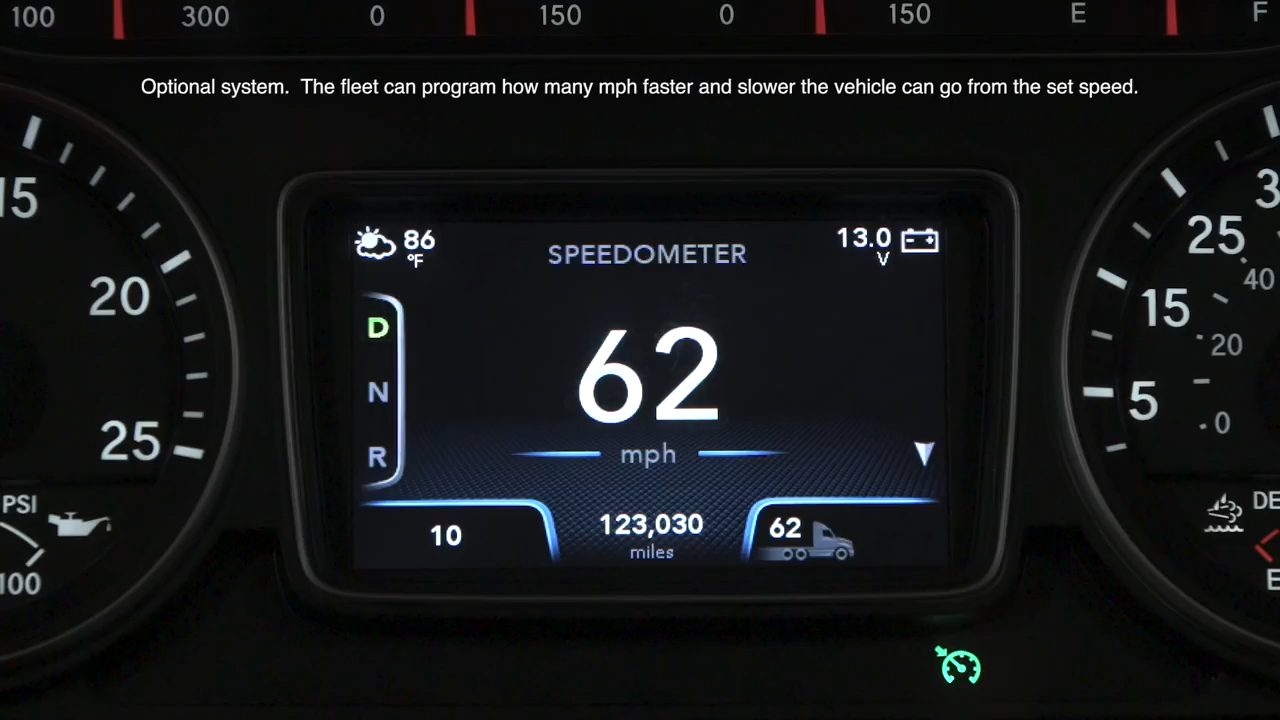 100 300 0 150 0 150 E F
Optional system.  The fleet can program how many mph faster and slower the vehicle can go from the set speed.
15
20
25
PSI
100
86
°F
SPEEDOMETER
13.0
V
D
N
R
62
mph
10
123,030
miles
62
25
15
5
40
20
0
E